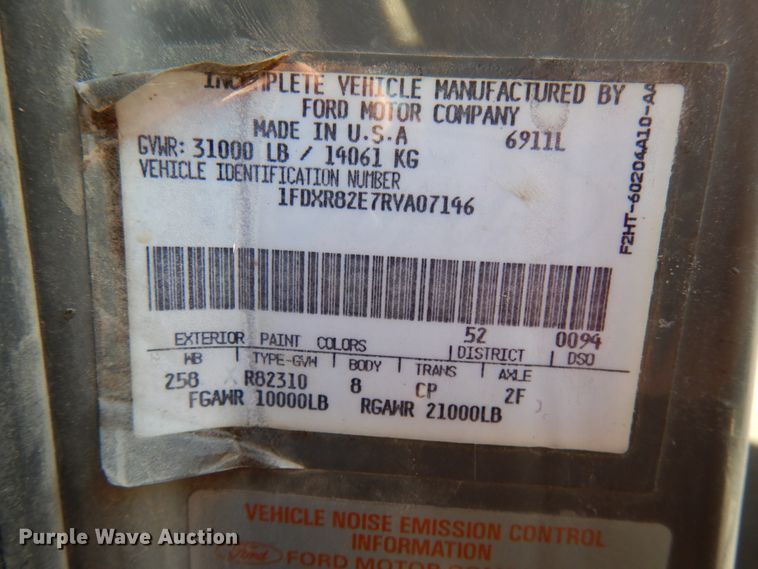 INCOMPLETE VEHICLE MANUFACTURED BY
FORD MOTOR COMPANY
MADE IN U.S.A 6911L
GVWR: 31000 LB / 14061 KG
VEHICLE IDENTIFICATION NUMBER
1FDXR82E7RVA07146
F2HT-60204A10-AA
52 0094
EXTERIOR PAINT COLORS DISTRICT DSO
WB TYPE-GVW BODY TRANS AXLE
258 R82310 8 CP 2F
FGAWR 10000LB RGAWR 21000LB
VEHICLE NOISE EMISSION CONTROL
INFORMATION
Ford FORD MOTOR
Purple Wave Auction